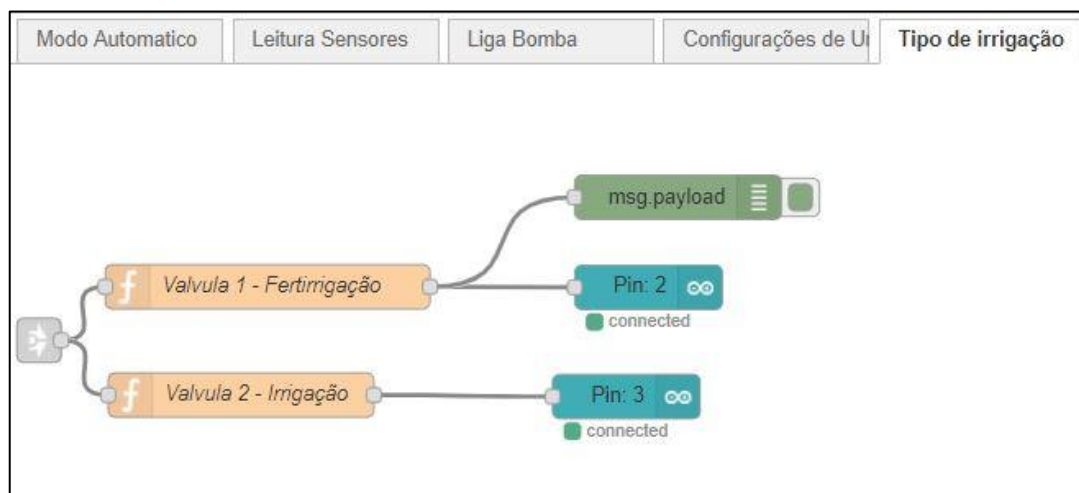 Modo Automatico
Leitura Sensores
Liga Bomba
Configurações de
Tipo de irrigação
msg.payload
Valvula 1 - Fertirrigação
Pin: 2
connected
Valvula 2 - Irrigação
Pin: 3
connected